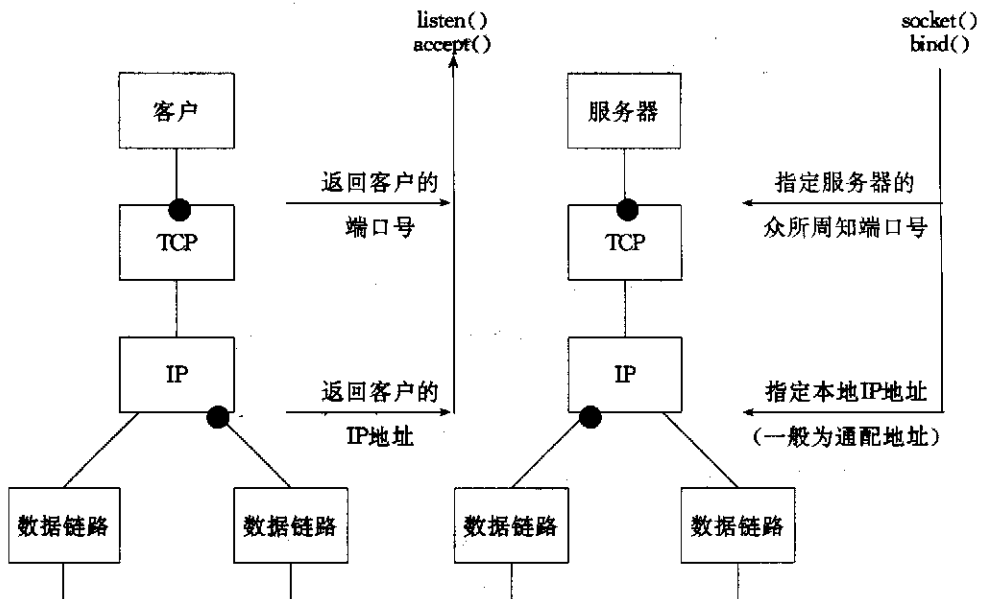 listen()
accept()
socket()
bind()
客户
服务器
返回客户的
端口号
指定服务器的
众所周知端口号
TCP
TCP
IP
IP
返回客户的
IP地址
指定本地IP地址
(一般为通配地址)
数据链路
数据链路
数据链路
数据链路